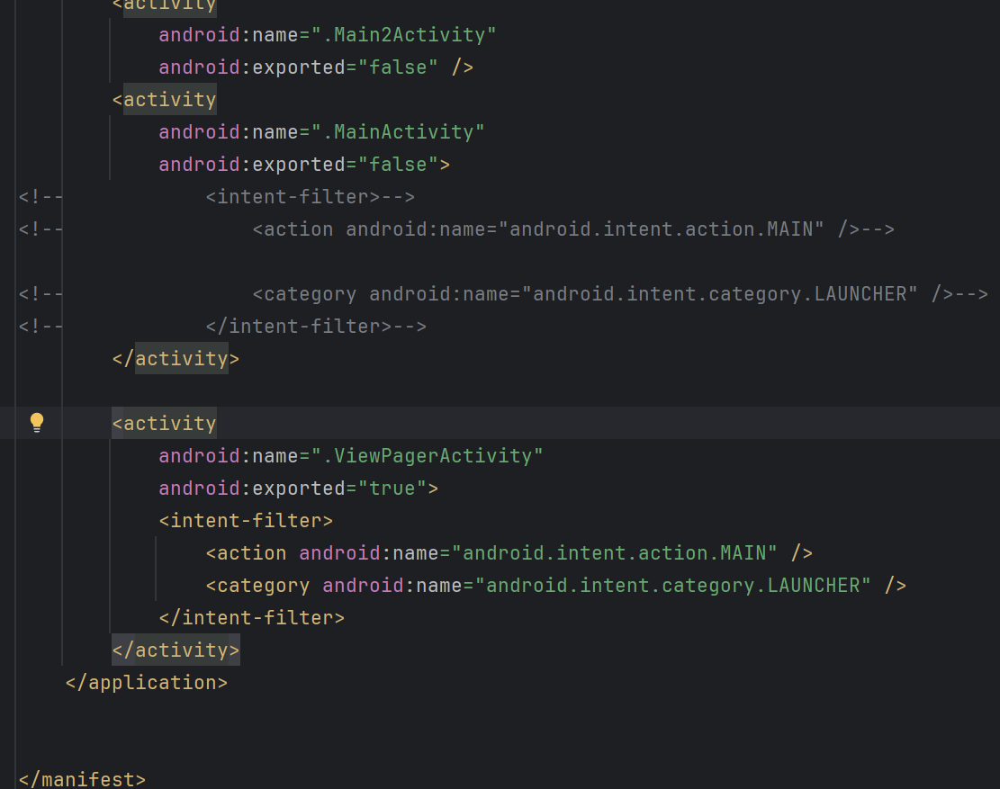 <activity
android:name=".Main2Activity"
android:exported="false" />
<activity
android:name=".MainActivity"
android:exported="false">
<!--            <intent-filter>-->
<!--                <action android:name="android.intent.action.MAIN" />-->
<!--                <category android:name="android.intent.category.LAUNCHER" />-->
<!--            </intent-filter>-->
</activity>
<activity
android:name=".ViewPagerActivity"
android:exported="true">
<intent-filter>
<action android:name="android.intent.action.MAIN" />
<category android:name="android.intent.category.LAUNCHER" />
</intent-filter>
</activity>
</application>
</manifest>